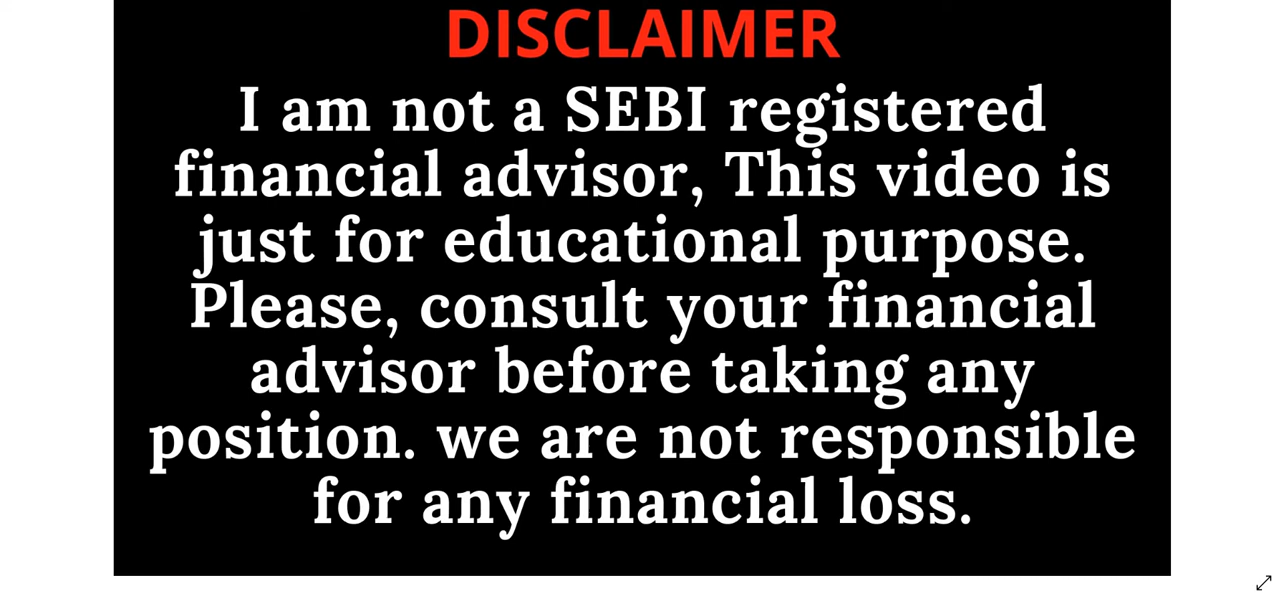 DISCLAIMER
I am not a SEBI registered
financial advisor, This video is
just for educational purpose.
Please, consult your financial
advisor before taking any
position. we are not responsible
for any financial loss.